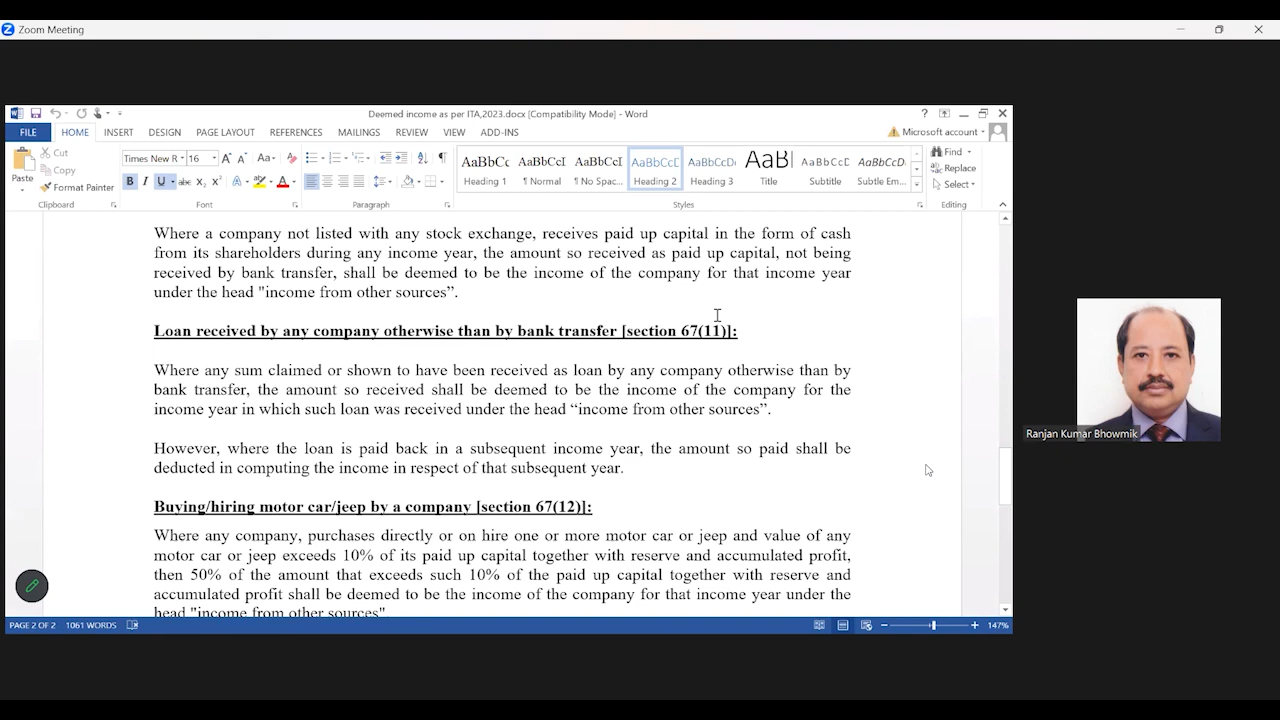 Zoom Meeting
Deemed income as per ITA,2023.docx [Compatibility Mode] - Word
FILE HOME INSERT DESIGN PAGE LAYOUT REFERENCES MAILINGS REVIEW VIEW ADD-INS Microsoft account
Paste
Cut
Copy
Format Painter
Times New R 16
AaBbCc AaBbCcI AaBbCcI AaBbCcD AaBbCcD AaBI AaBbCcD AaBbCcD
Heading 1 ¶ Normal ¶ No Spac... Heading 2 Heading 3 Title Subtitle Subtle Em...
Find
Replace
Select
Clipboard Font Paragraph Styles Editing
Where a company not listed with any stock exchange, receives paid up capital in the form of cash
from its shareholders during any income year, the amount so received as paid up capital, not being
received by bank transfer, shall be deemed to be the income of the company for that income year
under the head "income from other sources”.
Loan received by any company otherwise than by bank transfer [section 67(11)]:
Where any sum claimed or shown to have been received as loan by any company otherwise than by
bank transfer, the amount so received shall be deemed to be the income of the company for the
income year in which such loan was received under the head “income from other sources”.
However, where the loan is paid back in a subsequent income year, the amount so paid shall be
deducted in computing the income in respect of that subsequent year.
Buying/hiring motor car/jeep by a company [section 67(12)]:
Where any company, purchases directly or on hire one or more motor car or jeep and value of any
motor car or jeep exceeds 10% of its paid up capital together with reserve and accumulated profit,
then 50% of the amount that exceeds such 10% of the paid up capital together with reserve and
accumulated profit shall be deemed to be the income of the company for that income year under the
head "income from other sources".
PAGE 2 OF 2 1061 WORDS 147%
Ranjan Kumar Bhowmik